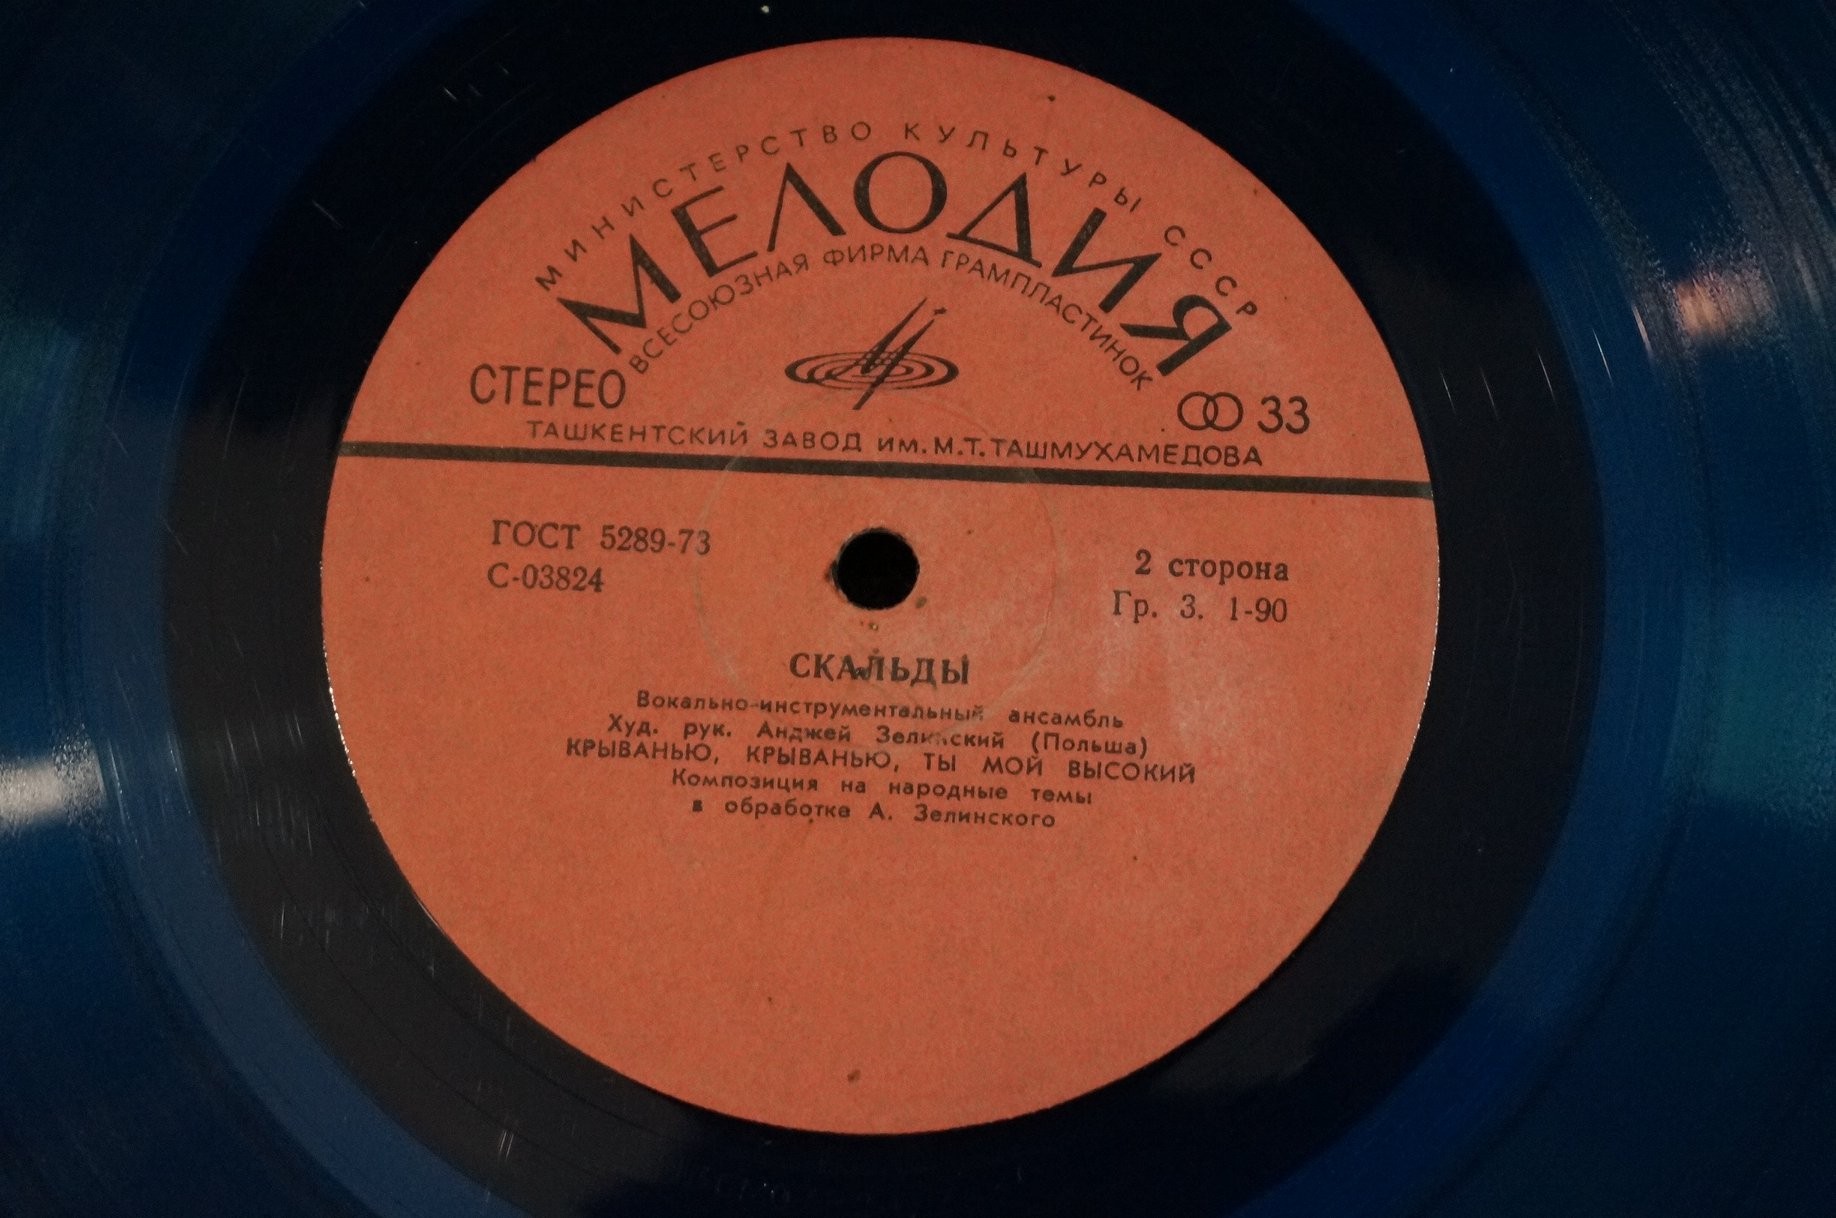 МИНИСТЕРСТВО КУЛЬТУРЫ СССР
МЕЛОДИЯ
ВСЕСОЮЗНАЯ ФИРМА ГРАМПЛАСТИНОК
СТЕРЕО
33
ТАШКЕНТСКИЙ ЗАВОД ИМ. М.Т. ТАШМУХАМЕДОВА
ГОСТ 5289-73
С-03824
2 сторона
Гр. 3. 1-90
СКАЛЬДЫ
Вокально-инструментальный ансамбль
Худ. рук. Анджей Зелинский (Польша)
КРЫВАНЬЮ, КРЫВАНЬЮ, ТЫ МОЙ ВЫСОКИЙ
Композиция на народные темы
в обработке А. Зелинского